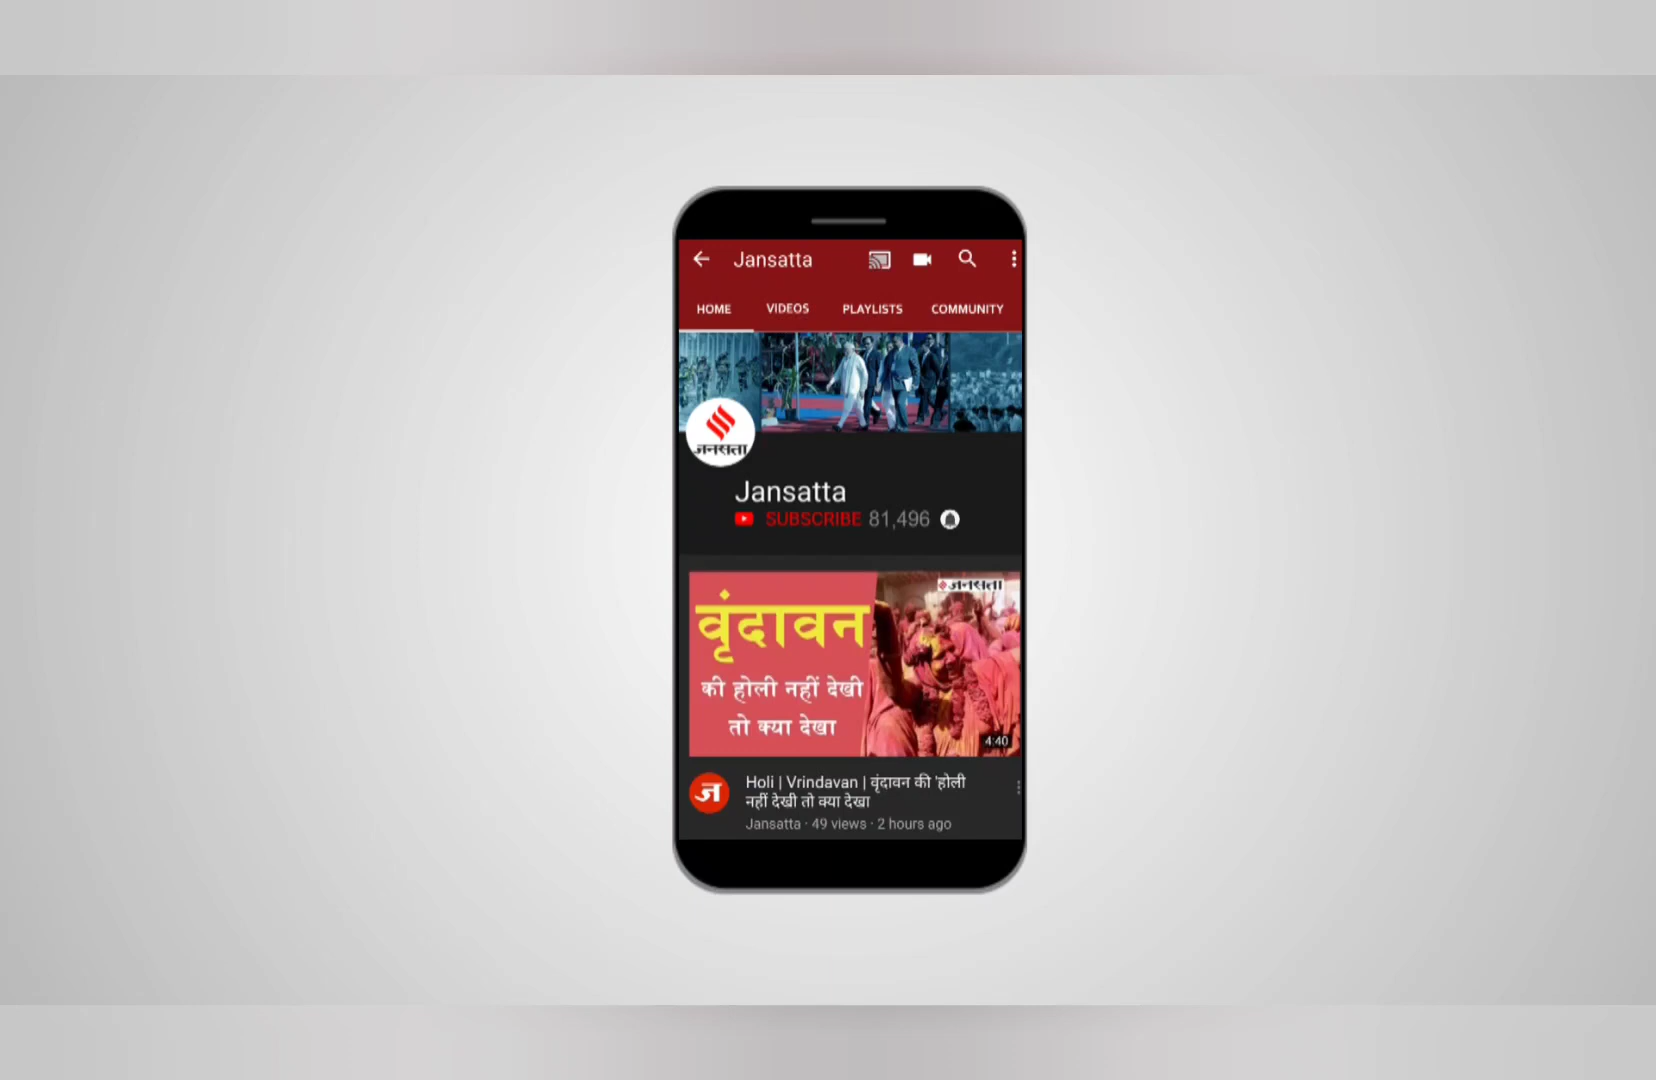 Jansatta
HOME VIDEOS PLAYLISTS COMMUNITY
जनसत्ता
Jansatta
SUBSCRIBE 81,496
जनसत्ता
वृंदावन
की होली नहीं देखी
तो क्या देखा
4:40
ज
Holi | Vrindavan | वृंदावन की 'होली
नहीं देखी तो क्या देखा
Jansatta · 49 views · 2 hours ago